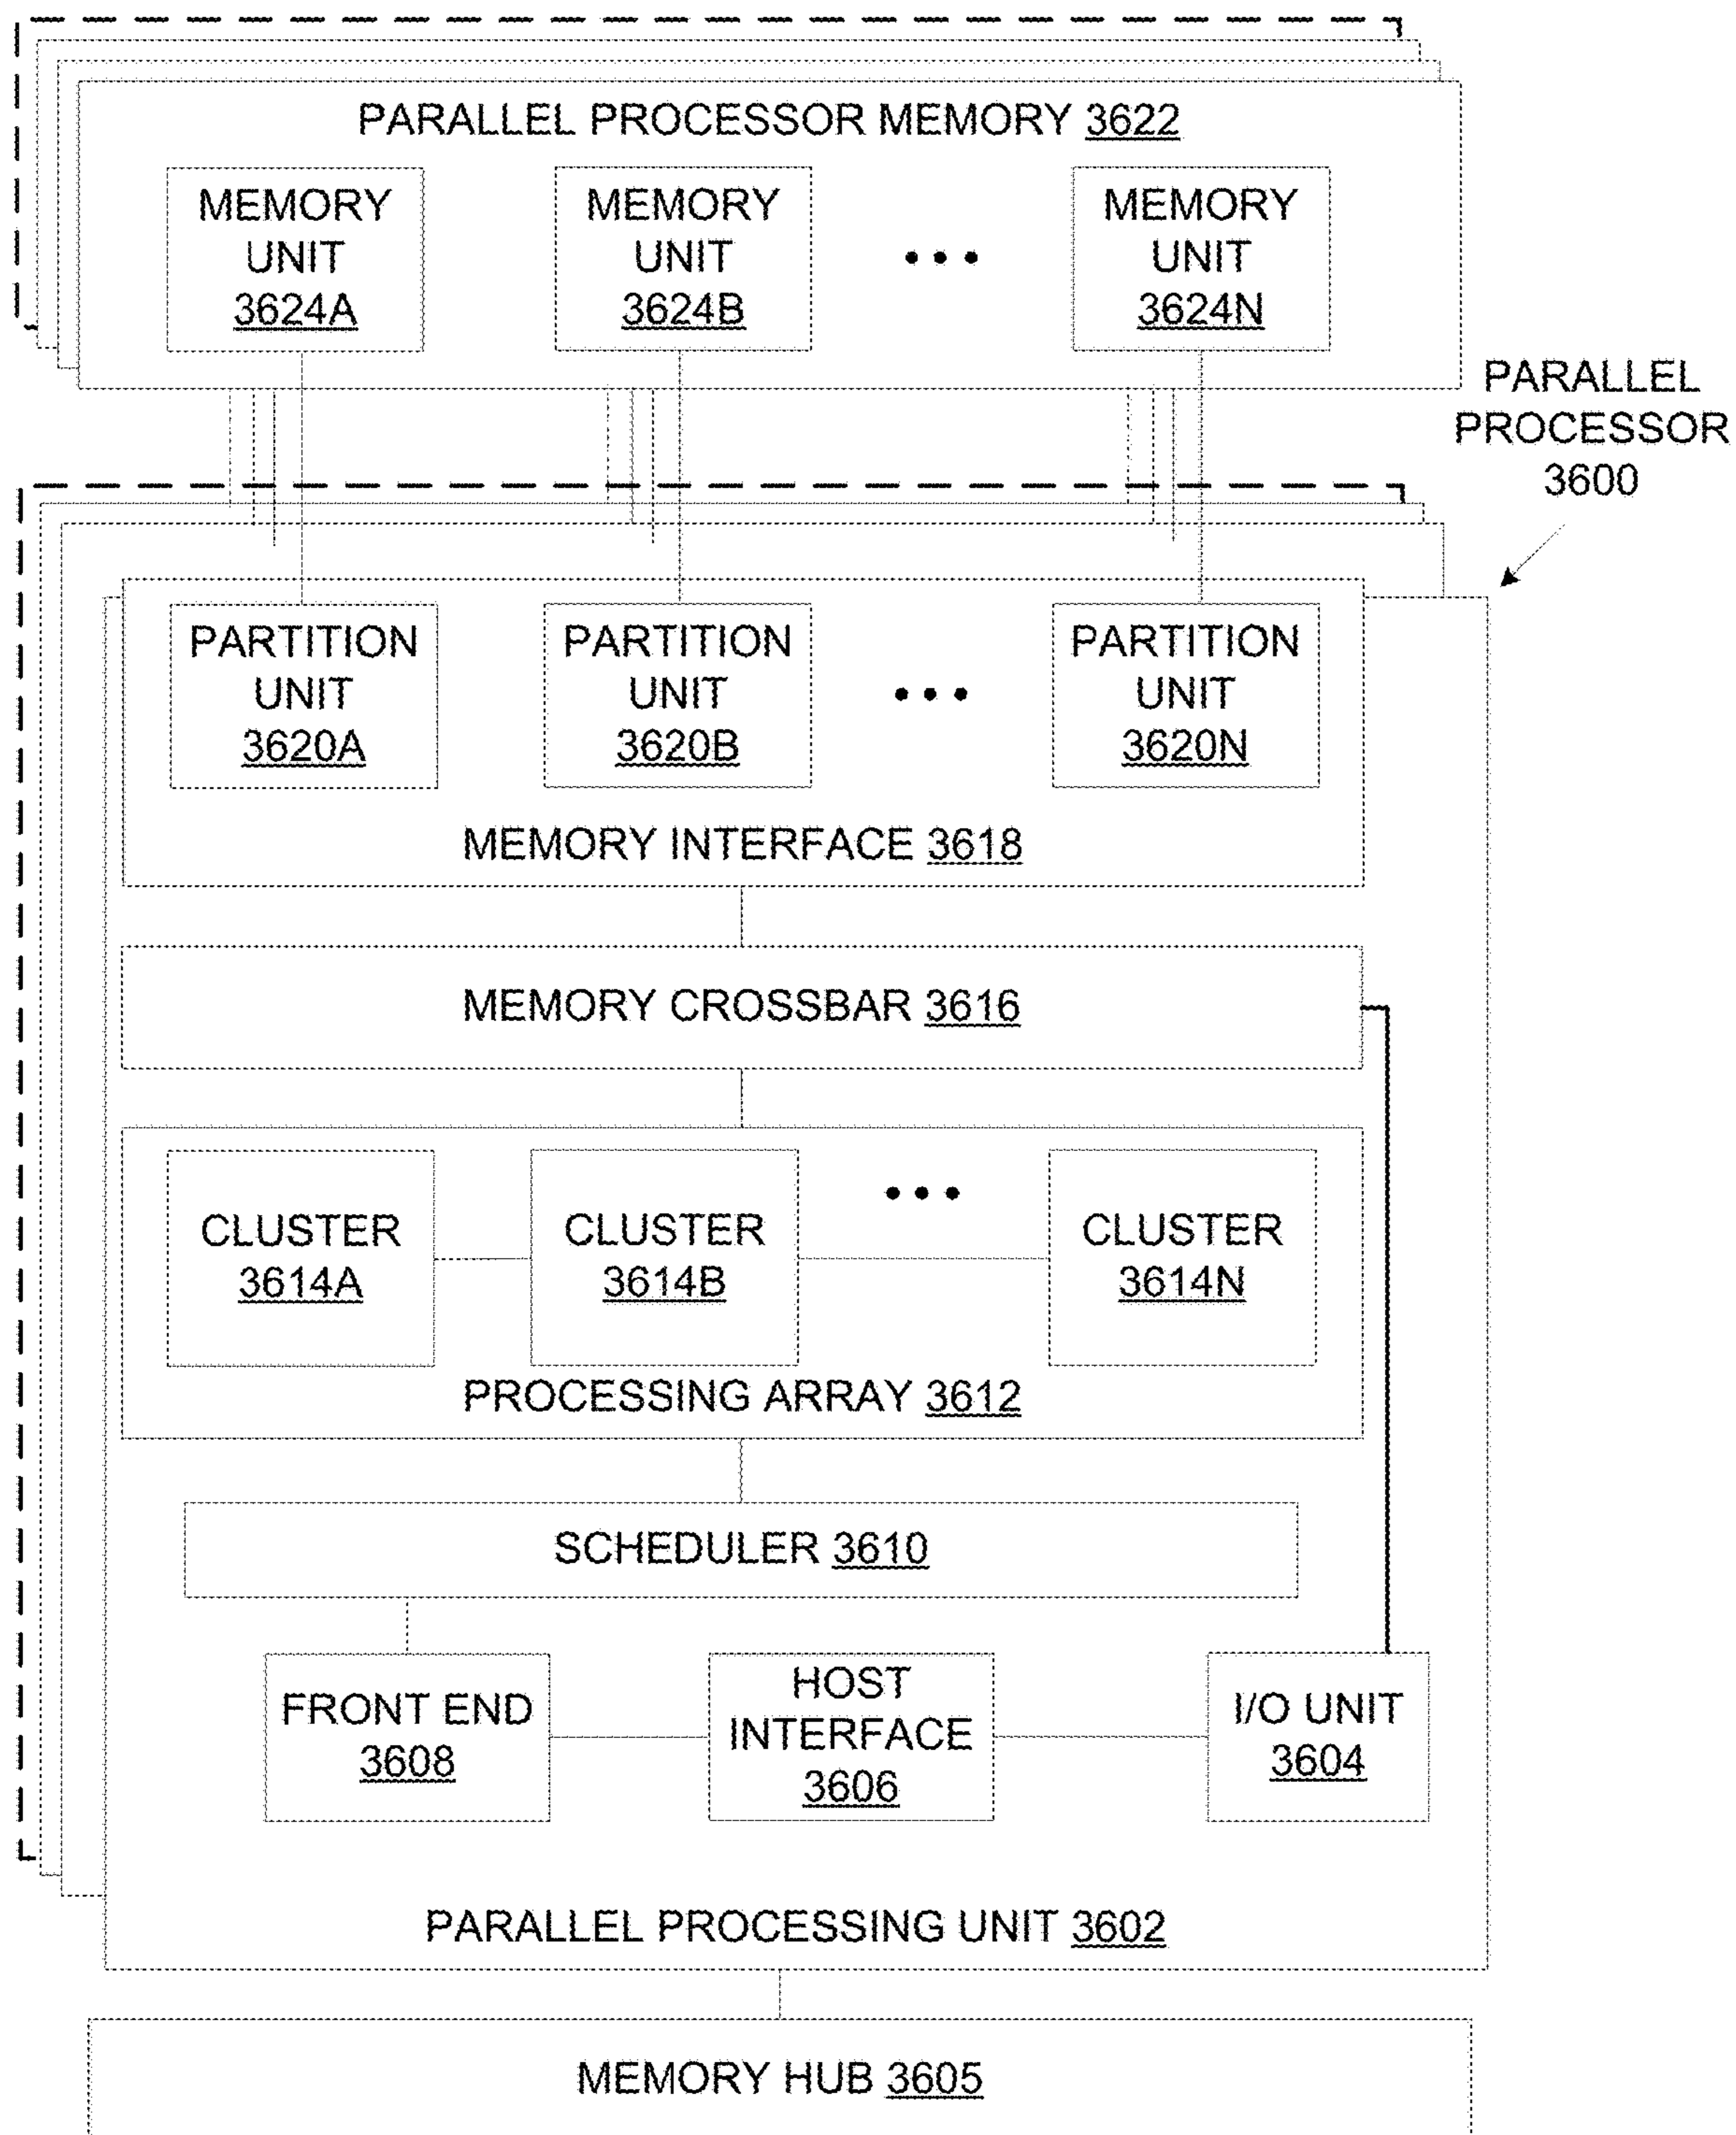 PARALLEL PROCESSOR MEMORY 3622
MEMORY
UNIT
3624A
MEMORY
UNIT
3624B
• • •
MEMORY
UNIT
3624N
PARALLEL
PROCESSOR
3600
PARTITION
UNIT
3620A
PARTITION
UNIT
3620B
• • •
PARTITION
UNIT
3620N
MEMORY INTERFACE 3618
MEMORY CROSSBAR 3616
CLUSTER
3614A
CLUSTER
3614B
• • •
CLUSTER
3614N
PROCESSING ARRAY 3612
SCHEDULER 3610
FRONT END
3608
HOST
INTERFACE
3606
I/O UNIT
3604
PARALLEL PROCESSING UNIT 3602
MEMORY HUB 3605